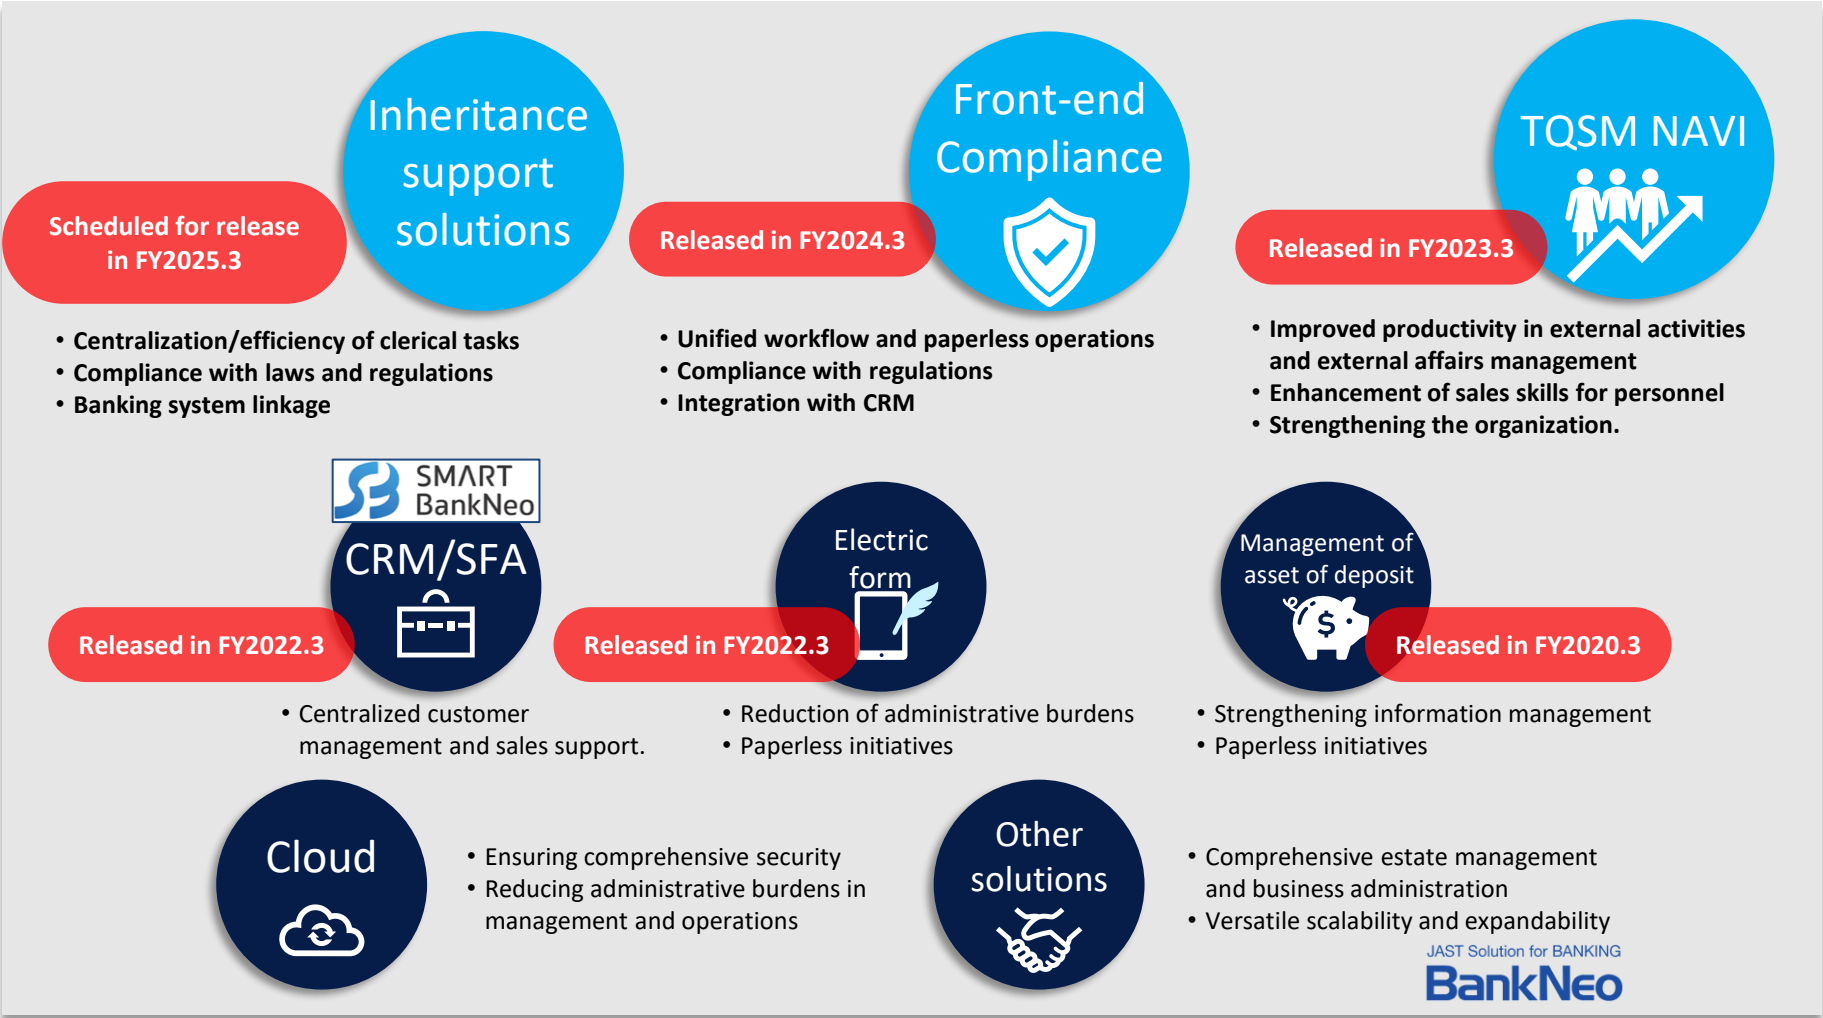 Inheritance
support
solutions
Scheduled for release
in FY2025.3
• Centralization/efficiency of clerical tasks
• Compliance with laws and regulations
• Banking system linkage
Front-end
Compliance
Released in FY2024.3
• Unified workflow and paperless operations
• Compliance with regulations
• Integration with CRM
TQSM NAVI
Released in FY2023.3
• Improved productivity in external activities
and external affairs management
• Enhancement of sales skills for personnel
• Strengthening the organization.
SB SMART
BankNeo
CRM/SFA
Released in FY2022.3
• Centralized customer
management and sales support.
Electric
form
Released in FY2022.3
• Reduction of administrative burdens
• Paperless initiatives
Management of
asset of deposit
$
Released in FY2020.3
• Strengthening information management
• Paperless initiatives
Cloud
• Ensuring comprehensive security
• Reducing administrative burdens in
management and operations
Other
solutions
• Comprehensive estate management
and business administration
• Versatile scalability and expandability
JAST Solution for BANKING
BankNeo